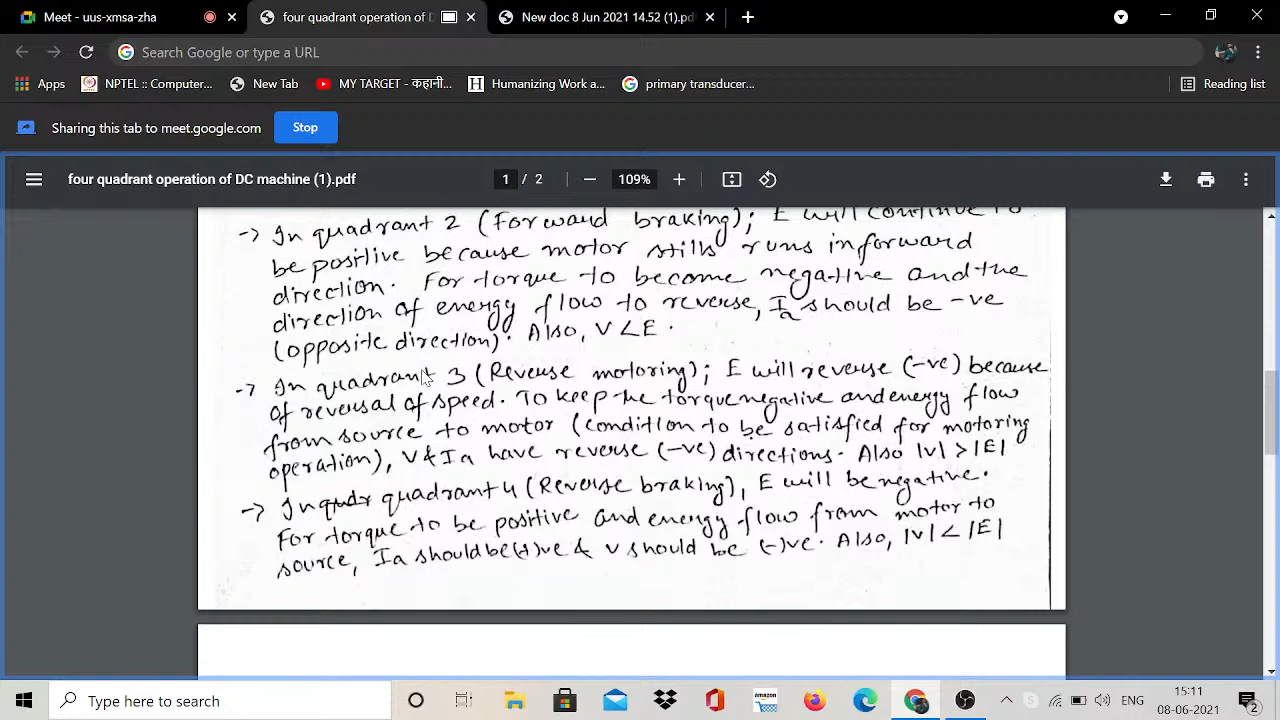 Meet - uus-xma-zha
four quadrant operation of D
New doc 8 Jun 2021 14.52 (1).pdf
Search Google or type a URL
Apps
NPTEL :: Computer...
New Tab
MY TARGET - क्रांती...
Humanizing Work a...
primary transducer...
Reading list
Sharing this tab to meet.google.com
Stop
four quadrant operation of DC machine (1).pdf
1 / 2
109%
-> In quadrant 2 (Forward braking); E will continue to
be positive because motor stills runs in forward
direction. For torque to become negative and the
direction of energy flow to reverse, Ia should be -ve
(opposite direction). Also, V<E.
-> In quadrant 3 (Reverse motoring); E will reverse (-ve) because
of reversal of speed. To keep the torque negative and energy flow
from source to motor (condition to be satisfied for motoring
operation), V & Ia have reverse (-ve) directions. Also |V|>|E|
-> In quadrant 4 (Reverse braking), E will be negative.
For torque to be positive and energy flow from motor to
source, Ia should be (+)ve & V should be (-)ve. Also, |V|<|E|
Type here to search
amazon
ENG
15:11
08-06-2021
2